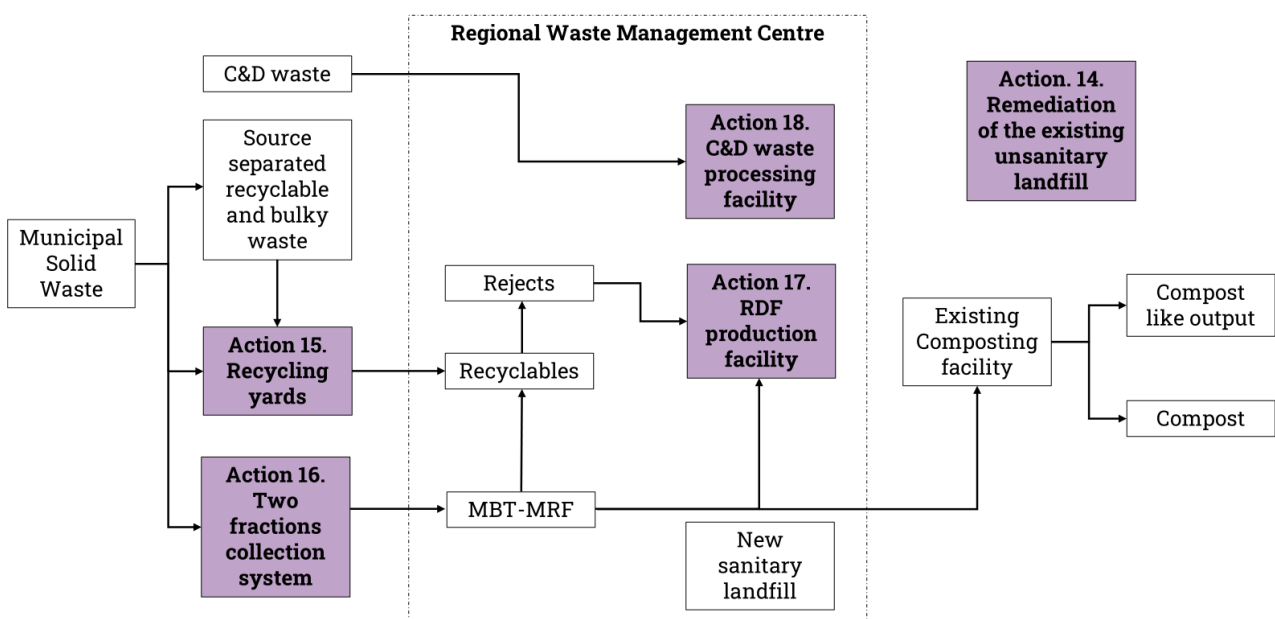 Regional Waste Management Centre
C&D waste
Action. 14.
Remediation
of the existing
unsanitary
landfill
Action 18.
C&D waste
processing
facility
Source
separated
recyclable
and bulky
waste
Municipal
Solid
Waste
Rejects
Action 17.
RDF
production
facility
Existing
Composting
facility
Compost
like output
Action 15.
Recycling
yards
Recyclables
Compost
Action 16.
Two
fractions
collection
system
MBT-MRF
New
sanitary
landfill